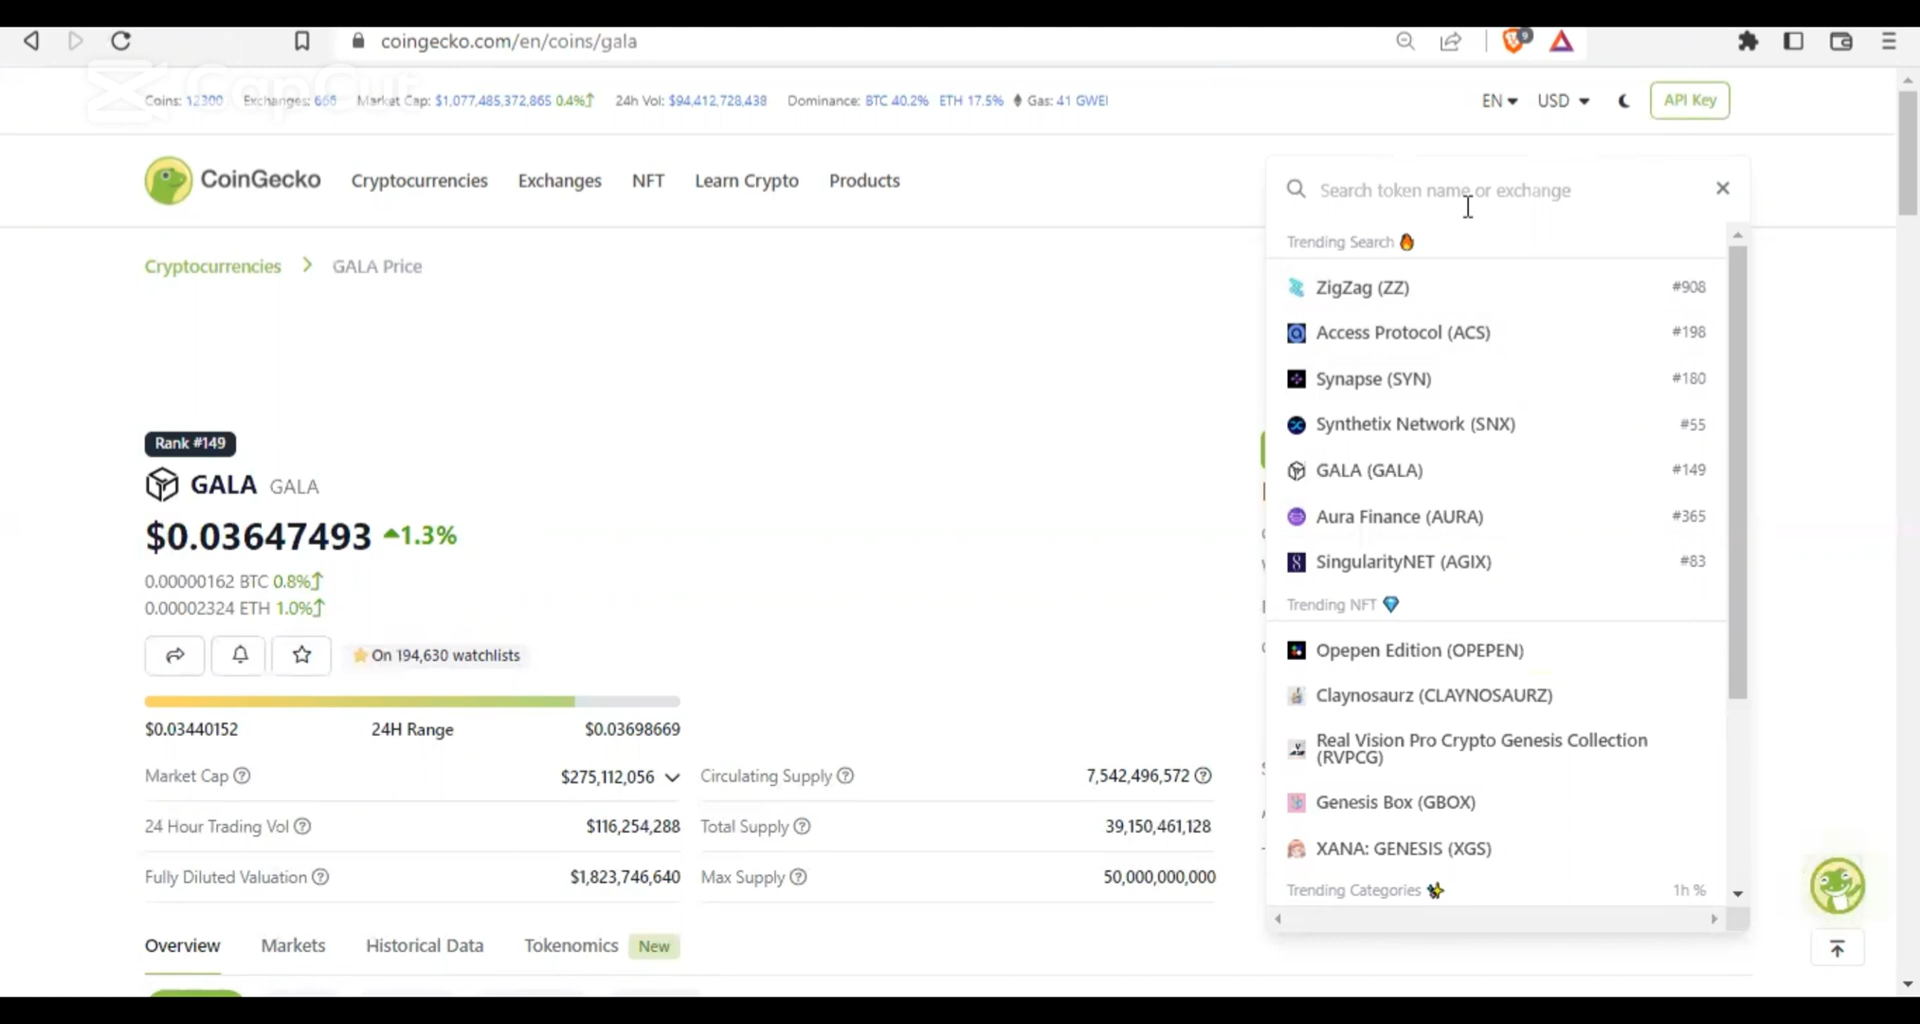 coingecko.com/en/coins/gala
9
CapCut
Coins: 12300 Exchanges: 666 Market Cap: $1,077,485,372,865 0.4% 24h Vol: $94,412,728,438 Dominance: BTC 40.2% ETH 17.5% Gas: 41 GWEI
EN USD API Key
CoinGecko Cryptocurrencies Exchanges NFT Learn Crypto Products
Search token name or exchange
Trending Search
ZigZag (ZZ) #908
Access Protocol (ACS) #198
Synapse (SYN) #180
Synthetix Network (SNX) #55
GALA (GALA) #149
Aura Finance (AURA) #365
SingularityNET (AGIX) #83
Trending NFT
Opepen Edition (OPEPEN)
Claynosaurz (CLAYNOSAURZ)
Real Vision Pro Crypto Genesis Collection
(RVPCG)
Genesis Box (GBOX)
XANA: GENESIS (XGS)
Trending Categories 1h %
Cryptocurrencies > GALA Price
Rank #149
GALA GALA
$0.03647493 1.3%
0.00000162 BTC 0.8%
0.00002324 ETH 1.0%
On 194,630 watchlists
$0.03440152 24H Range $0.03698669
Market Cap $275,112,056 Circulating Supply 7,542,496,572
24 Hour Trading Vol $116,254,288 Total Supply 39,150,461,128
Fully Diluted Valuation $1,823,746,640 Max Supply 50,000,000,000
Overview Markets Historical Data Tokenomics New